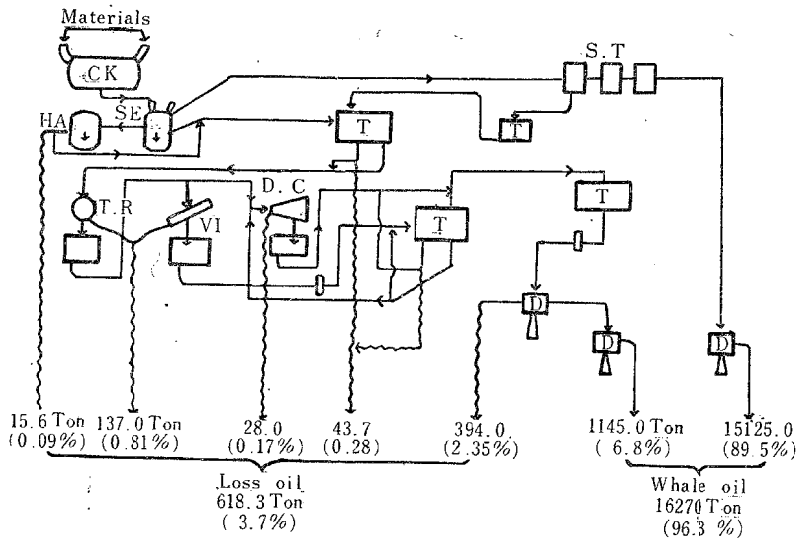 Materials
CK
S.T
HA
SE
T
T
D.C
T.R
VI
T
T
D
D
D
15.6 Ton
(0.09%)
137.0 Ton
(0.81%)
28.0
(0.17%)
43.7
(0.28)
394.0
(2.35%)
1145.0 Ton
(6.8%)
15125.0
(89.5%)
Loss oil
618.3 Ton
(3.7%)
Whale oil
16270 Ton
(96.3 %)